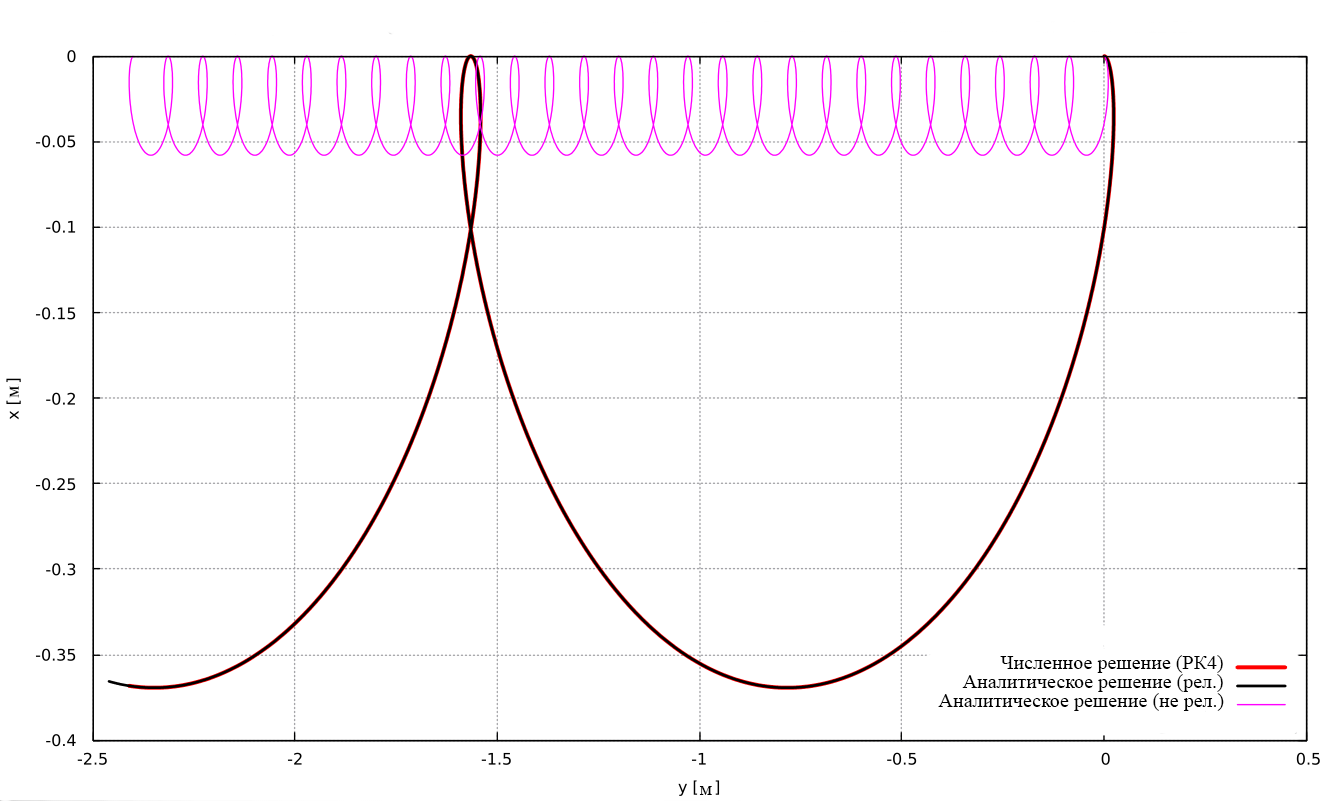 0
-0.05
-0.1
-0.15
-0.2
-0.25
-0.3
-0.35
-0.4
x [м]
Численное решение (РК4)
Аналитическое решение (рел.)
Аналитическое решение (не рел.)
-2.5 -2 -1.5 -1 -0.5 0 0.5
y [м]